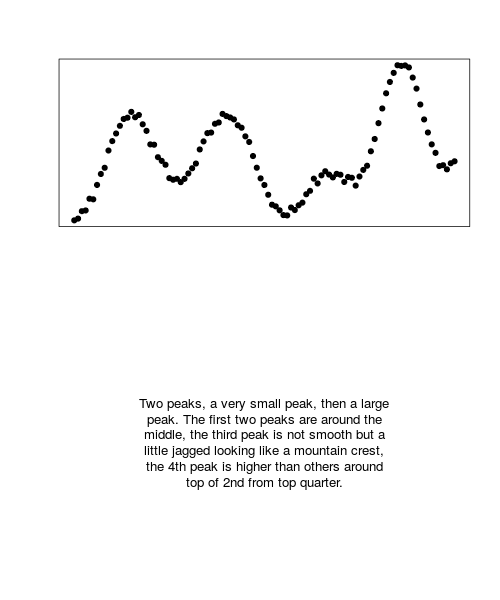 Two peaks, a very small peak, then a large
peak. The first two peaks are around the
middle, the third peak is not smooth but a
little jagged looking like a mountain crest,
the 4th peak is higher than others around
top of 2nd from top quarter.